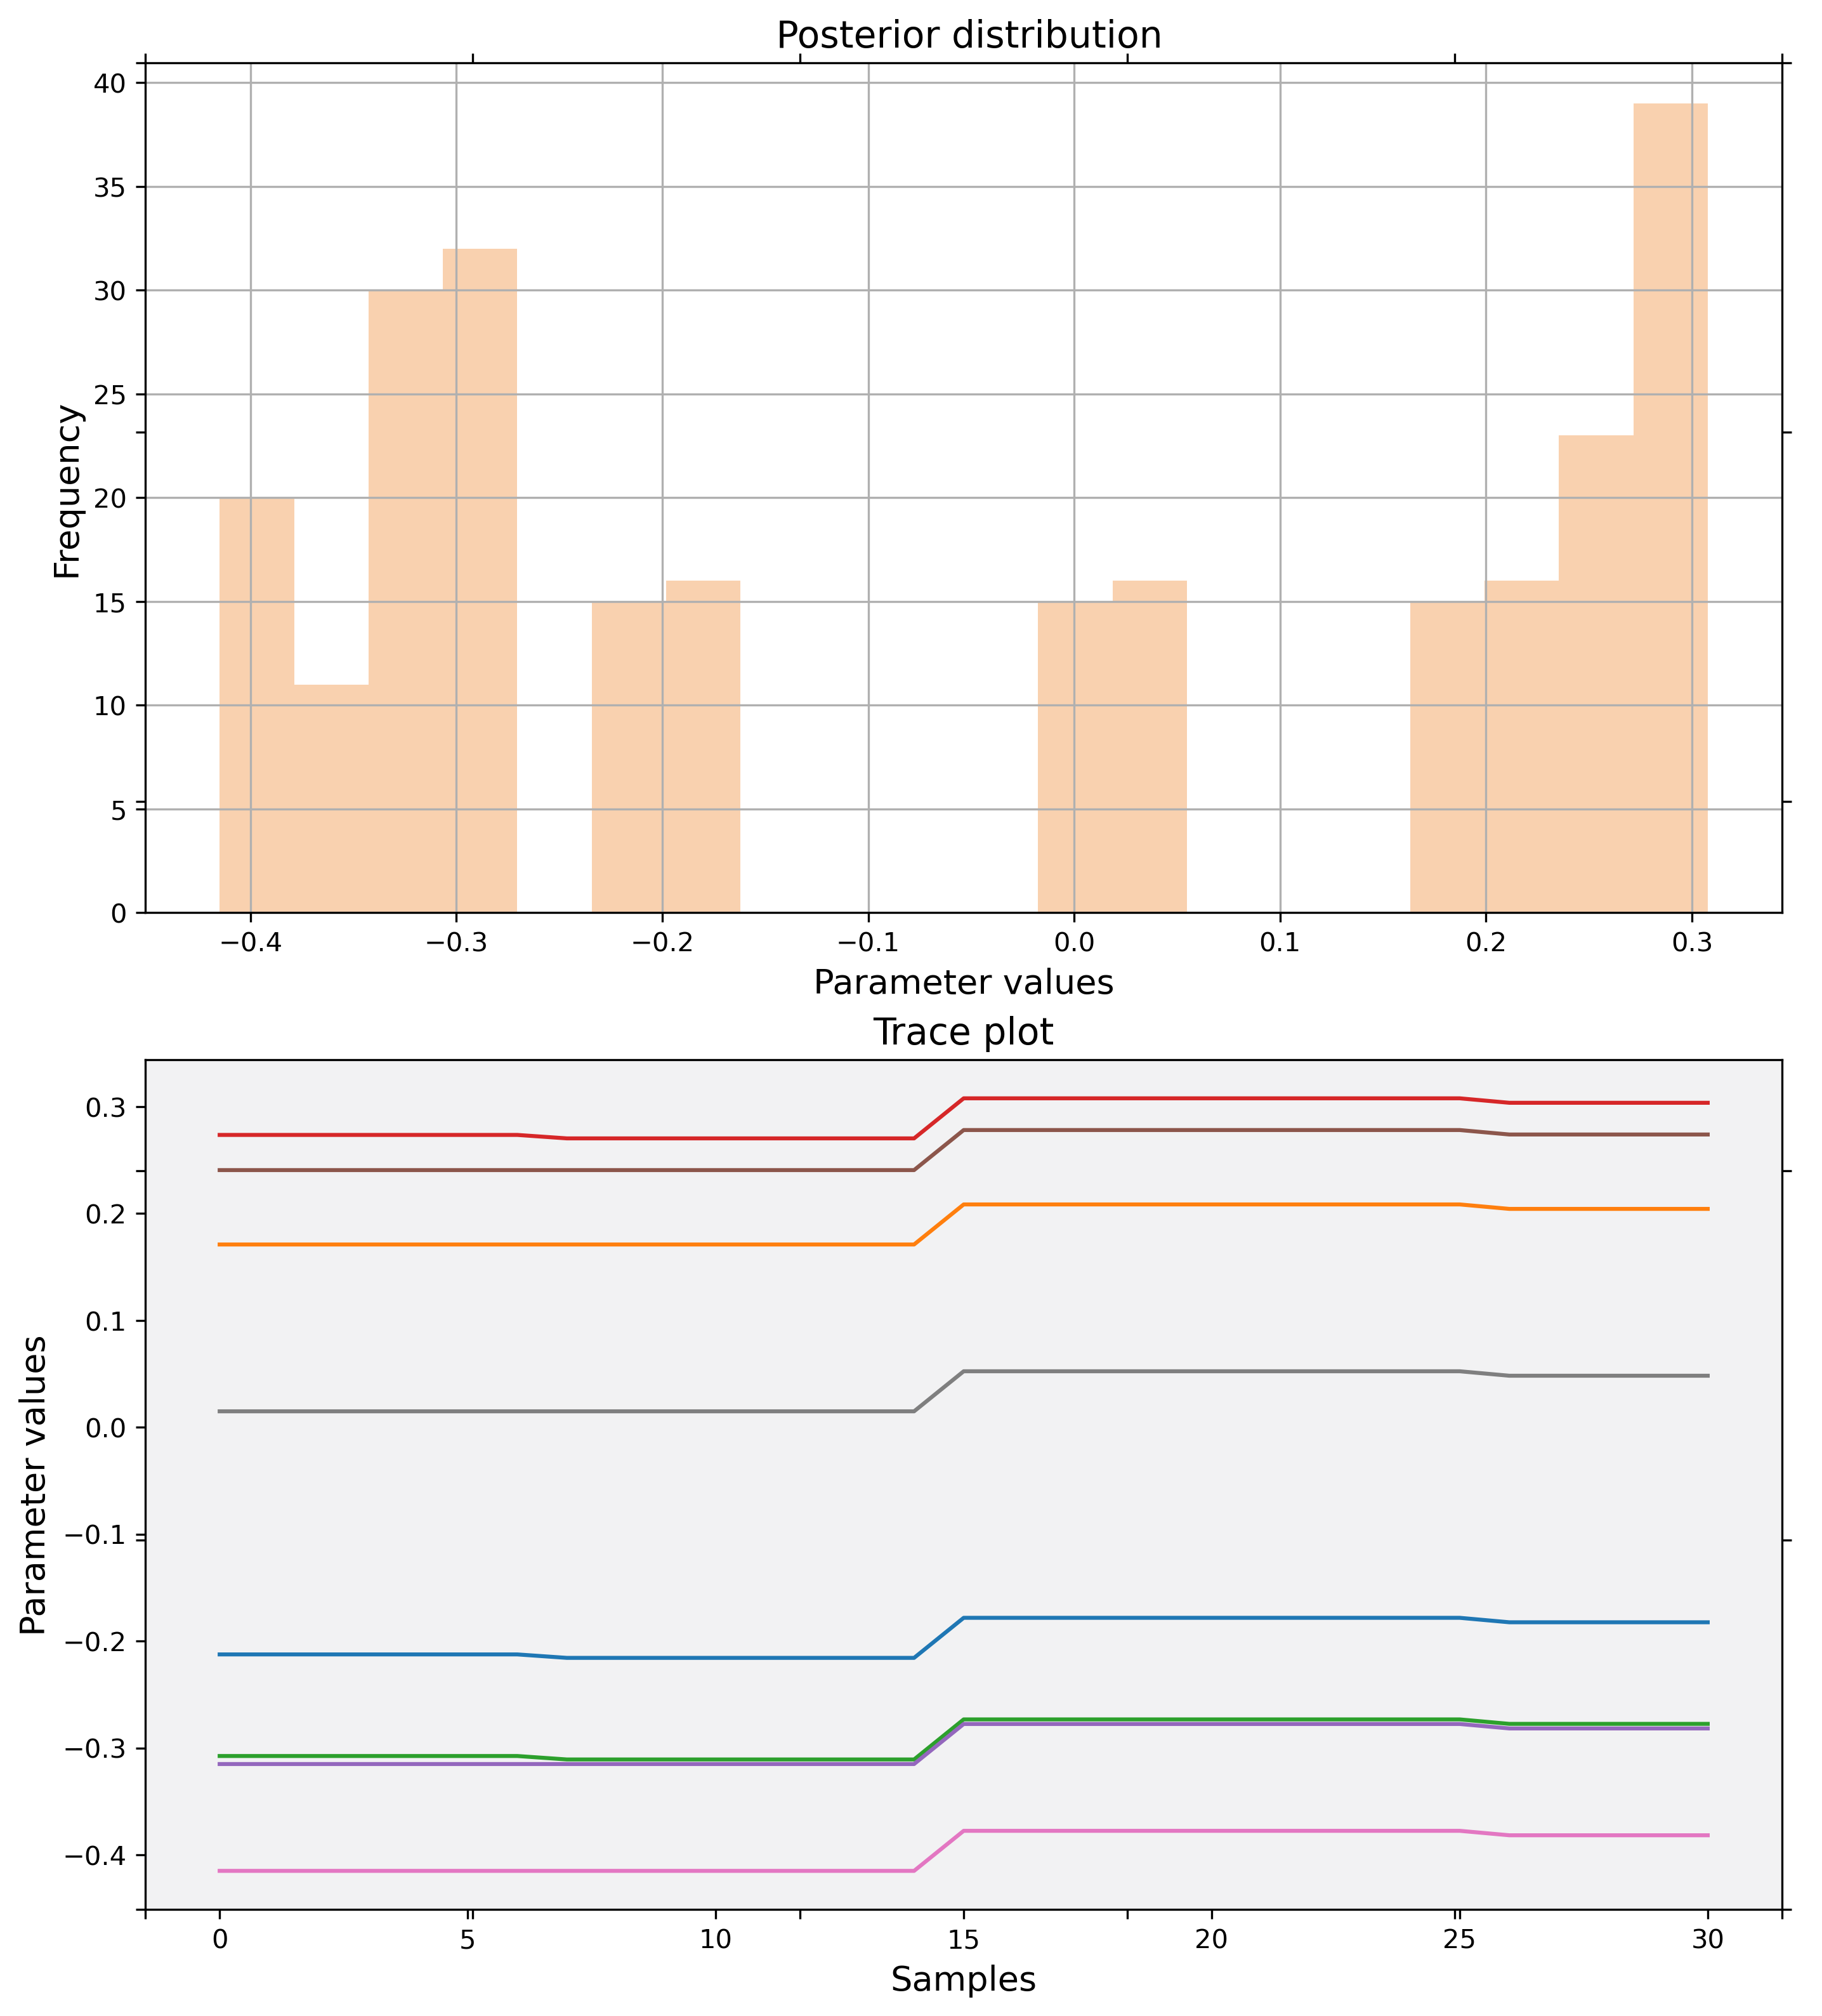 Posterior distribution
40
35
30
25
20
15
10
5
0
Frequency
−0.4 −0.3 −0.2 −0.1 0.0 0.1 0.2 0.3
Parameter values
Trace plot
0.3
0.2
0.1
0.0
−0.1
−0.2
−0.3
−0.4
Parameter values
0 5 10 15 20 25 30
Samples